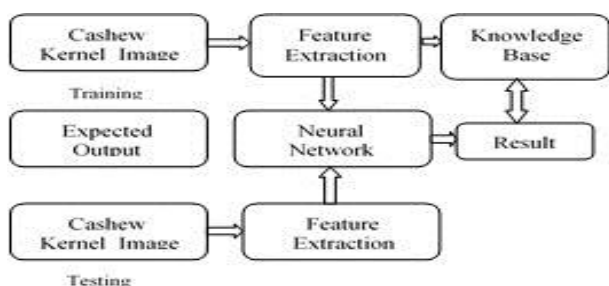 Cashew
Kernel Image
Feature
Extraction
Knowledge
Base
Training
Expected
Output
Neural
Network
Result
Cashew
Kernel Image
Feature
Extraction
Testing